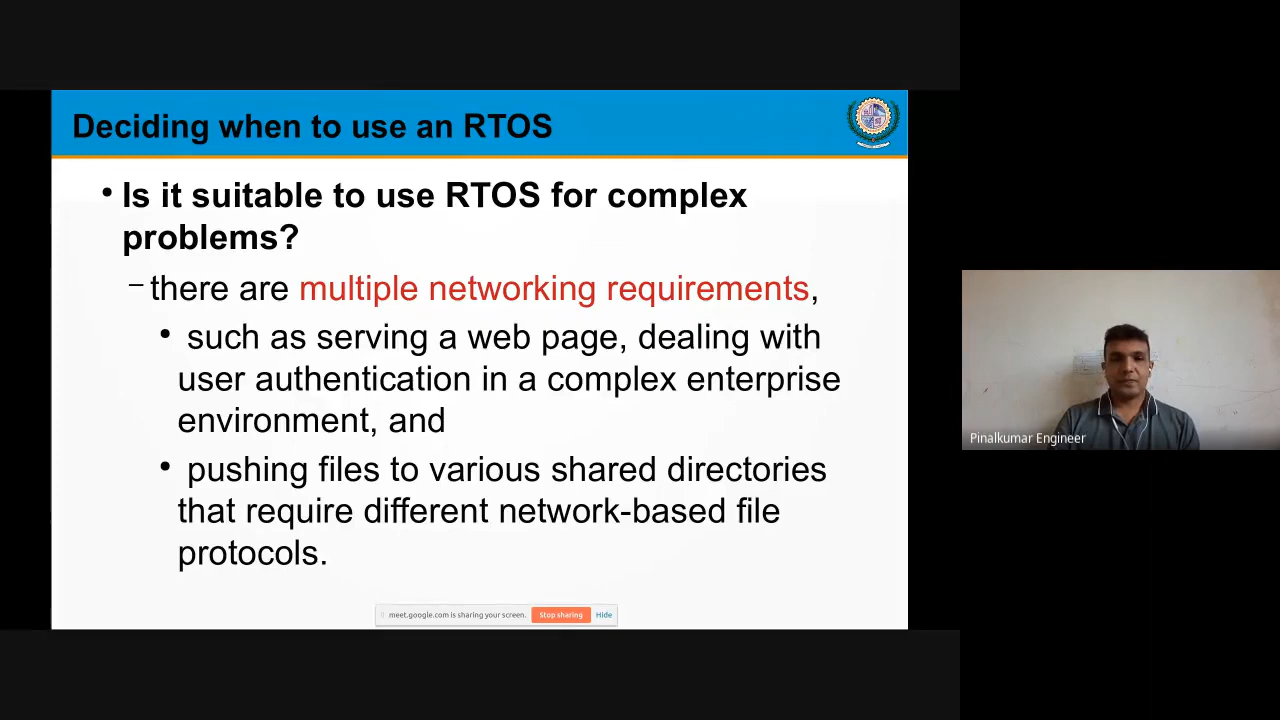 Deciding when to use an RTOS
• Is it suitable to use RTOS for complex
problems?
– there are multiple networking requirements,
• such as serving a web page, dealing with
user authentication in a complex enterprise
environment, and
• pushing files to various shared directories
that require different network-based file
protocols.
meet.google.com is sharing your screen. Stop sharing Hide
Pinalkumar Engineer